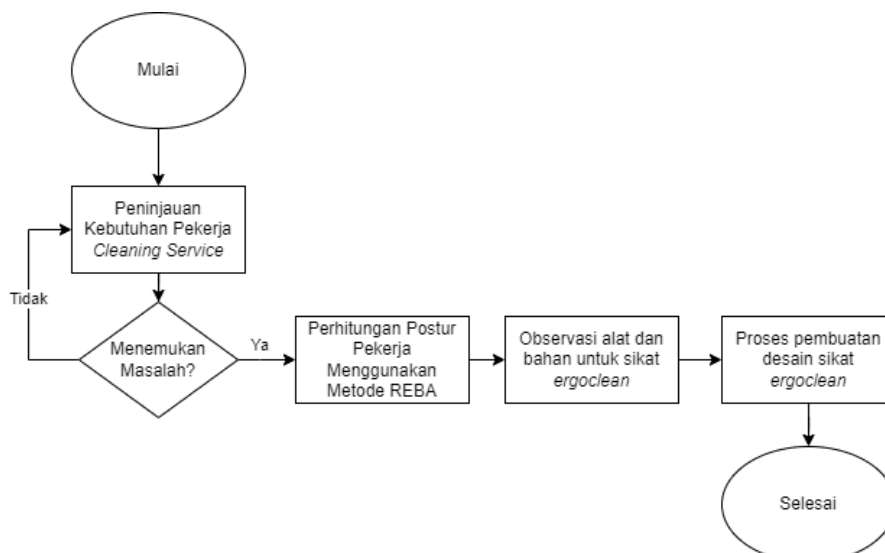 Mulai
Peninjauan
Kebutuhan Pekerja
Cleaning Service
Tidak
Menemukan
Masalah?
Ya
Perhitungan Postur
Pekerja
Menggunakan
Metode REBA
Observasi alat dan
bahan untuk sikat
ergoclean
Proses pembuatan
desain sikat
ergoclean
Selesai